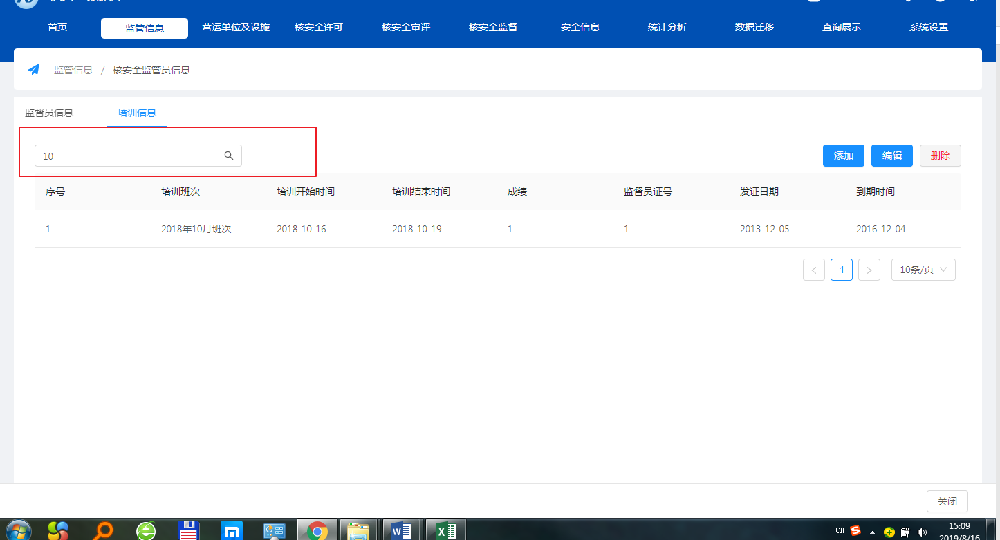 首页 监管信息 营运单位及设施 核安全许可 核安全审评 核安全监督 安全信息 统计分析 数据迁移 查询展示 系统设置
监管信息 / 核安全监管员信息
监督员信息 培训信息
10 添加 编辑 删除
序号 培训班次 培训开始时间 培训结束时间 成绩 监督员证号 发证日期 到期时间
1 2018年10月班次 2018-10-16 2018-10-19 1 1 2013-12-05 2016-12-04
< 1 > 10条/页
关闭
CH 15:09
2019/8/16